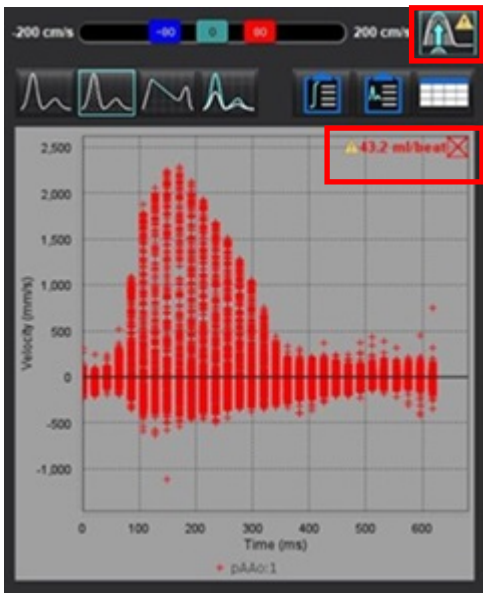 -200 cm/s -80 0 80 200 cm/s
43.2 ml/beat
2,500
2,000
1,500
1,000
500
0
-500
-1,000
Velocity (mm/s)
0 100 200 300 400 500 600
Time (ms)
pAAo:1